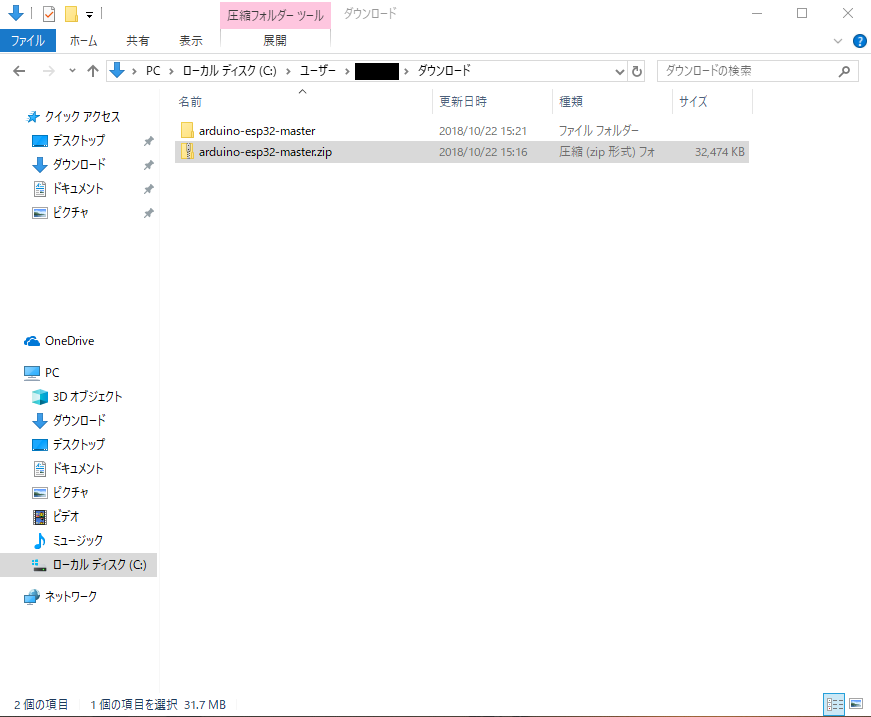 圧縮フォルダー ツール ダウンロード
ファイル ホーム 共有 表示 展開
PC ローカル ディスク (C:) ユーザー ダウンロード ダウンロードの検索
名前 更新日時 種類 サイズ
クイック アクセス
arduino-esp32-master 2018/10/22 15:21 ファイル フォルダー
デスクトップ
arduino-esp32-master.zip 2018/10/22 15:16 圧縮 (zip 形式) フォ 32,474 KB
ダウンロード
ドキュメント
ピクチャ
OneDrive
PC
3D オブジェクト
ダウンロード
デスクトップ
ドキュメント
ピクチャ
ビデオ
ミュージック
ローカル ディスク (C:)
ネットワーク
2 個の項目 1 個の項目を選択 31.7 MB